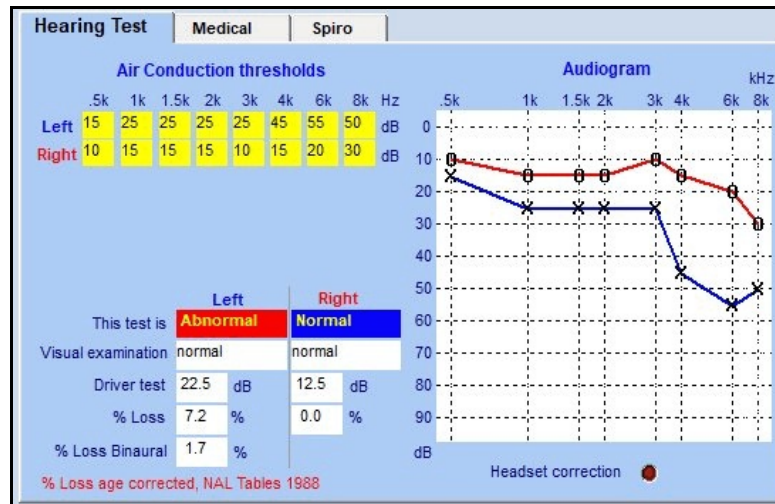 Hearing Test Medical Spiro
Air Conduction thresholds
.5k 1k 1.5k 2k 3k 4k 6k 8k Hz
Left 15 25 25 25 25 45 55 50 dB
Right 10 15 15 15 10 15 20 30 dB
Left Right
This test is Abnormal Normal
Visual examination normal normal
Driver test 22.5 dB 12.5 dB
% Loss 7.2 % 0.0 %
% Loss Binaural 1.7 %
% Loss age corrected, NAL Tables 1988
Audiogram
kHz
.5k 1k 1.5k 2k 3k 4k 6k 8k
0
10
20
30
40
50
60
70
80
90
dB
Headset correction